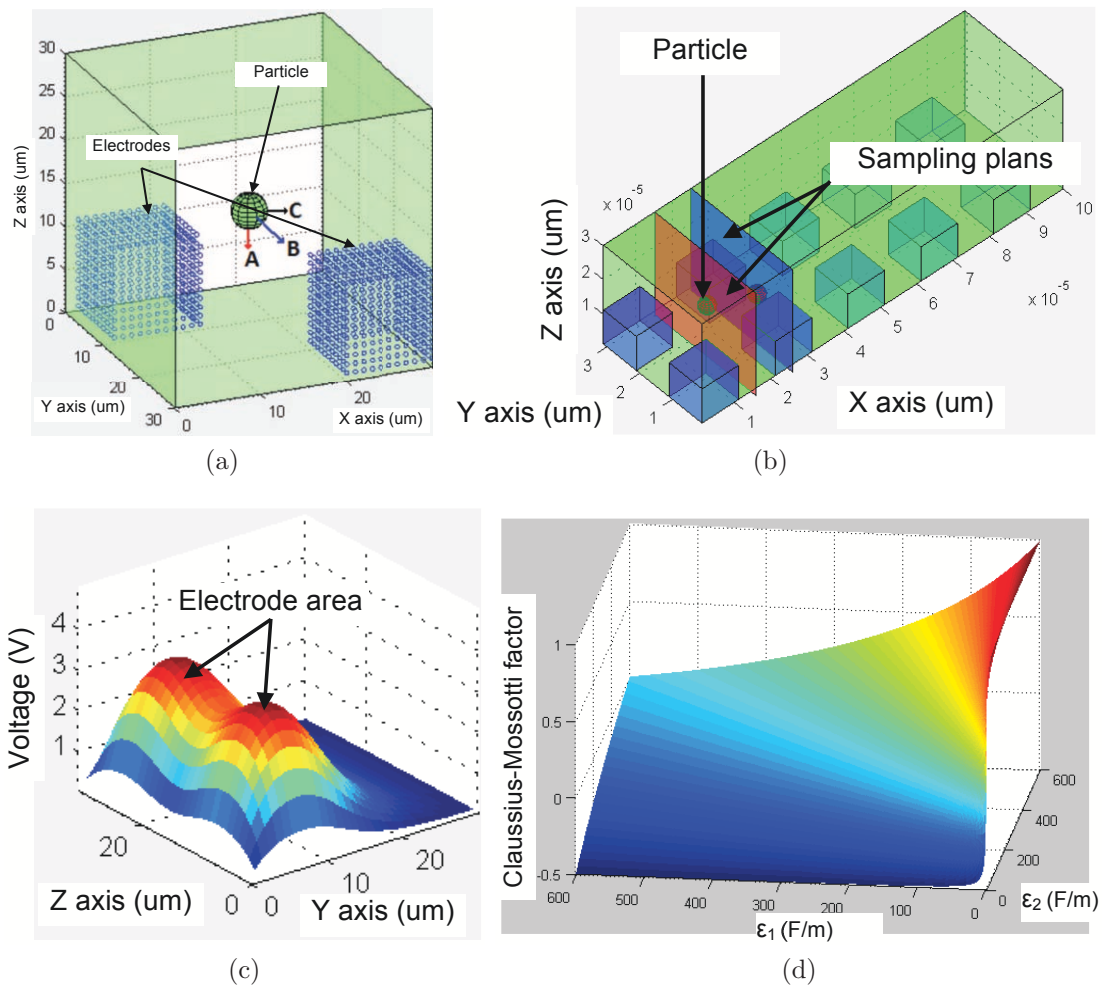 30
25
20
15
10
5
0
Z axis (um)
Particle
Electrodes
C
B
A
0
10
20
30
Y axis (um)
0
10
20
X axis (um)
(a)
Particle
Sampling plans
x 10 -5
3
2
1
Z axis (um)
3
2
1
Y axis (um)
1
2
3
4
5
6
7
8
9
10
x 10 -5
X axis (um)
(b)
Electrode area
4
3
2
1
Voltage (V)
20
0
Z axis (um)
0
10
20
Y axis (um)
(c)
1
0.5
0
-0.5
Claussius-Mossotti factor
600
500
400
300
200
100
0
ε1 (F/m)
0
200
400
600
ε2 (F/m)
(d)